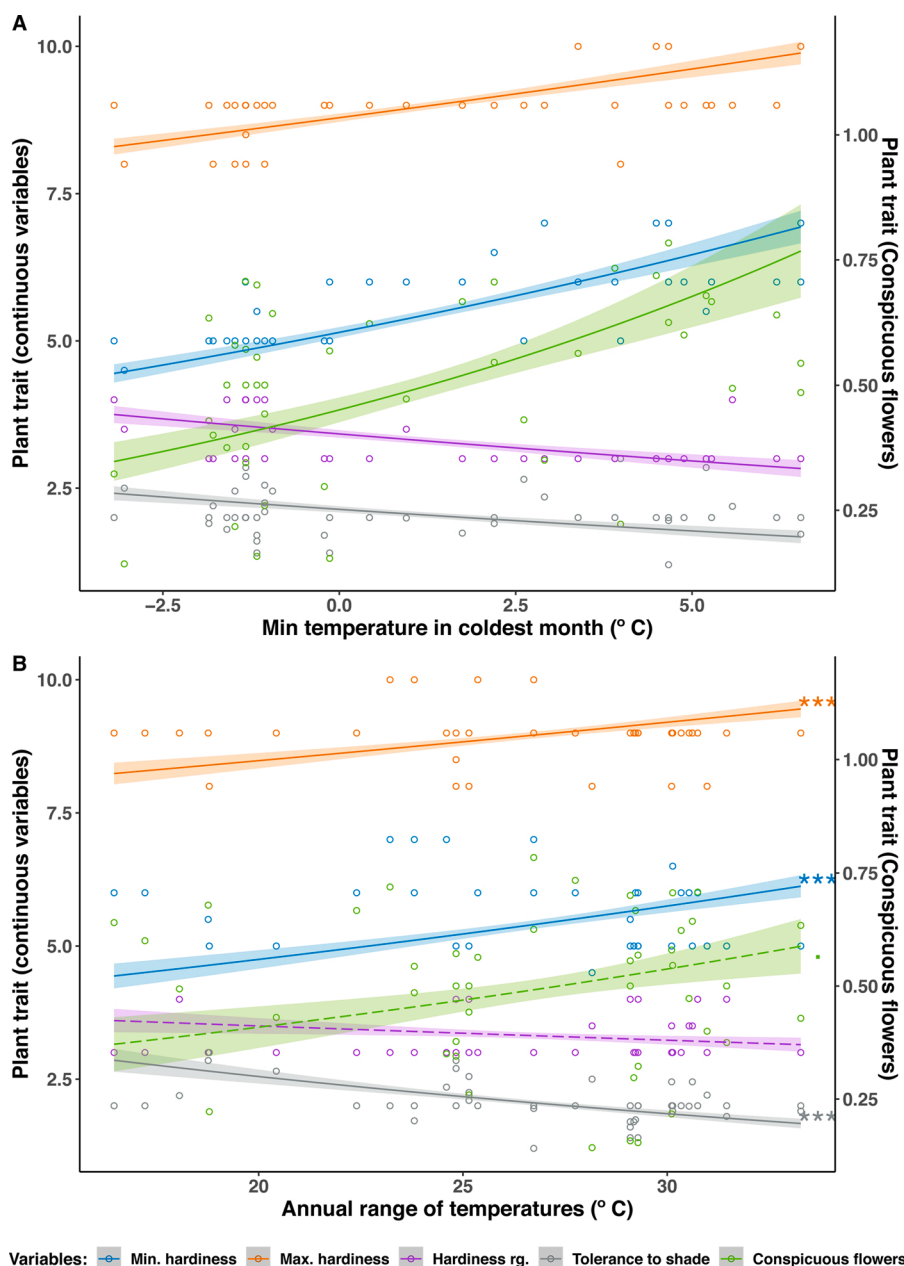 A
10.0
7.5
5.0
2.5
Plant trait (continuous variables)
1.00
0.75
0.50
0.25
Plant trait (Conspicuous flowers)
−2.5 0.0 2.5 5.0
Min temperature in coldest month (º C)
B
10.0
7.5
5.0
2.5
Plant trait (continuous variables)
***
***
***
1.00
0.75
0.50
0.25
Plant trait (Conspicuous flowers)
20 25 30
Annual range of temperatures (º C)
Variables: Min. hardiness Max. hardiness Hardiness rg. Tolerance to shade Conspicuous flowers